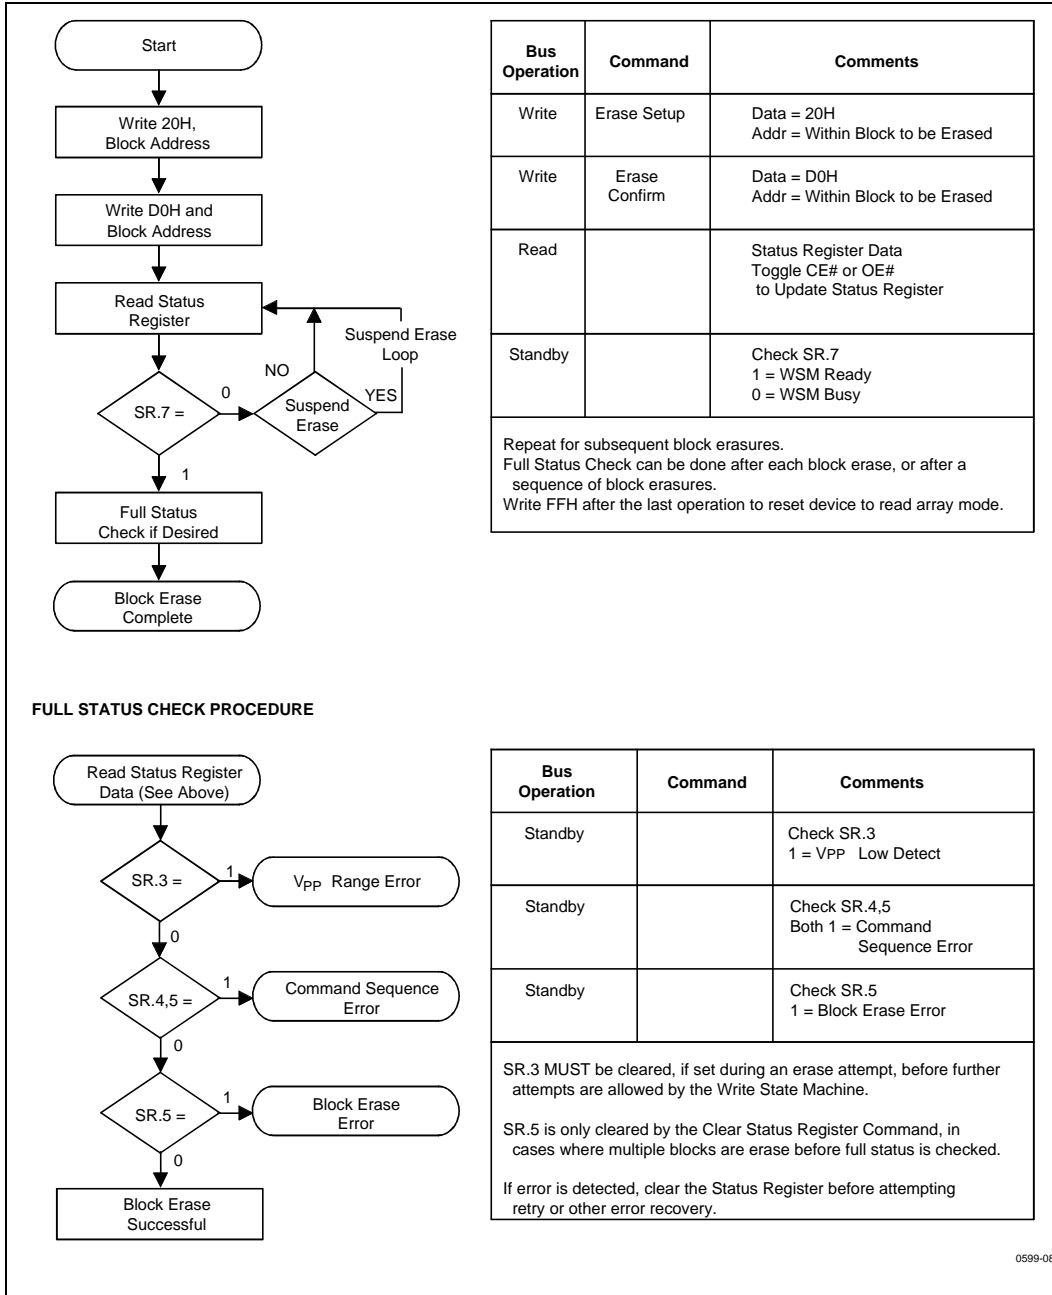 Start
Write 20H,
Block Address
Write D0H and
Block Address
Read Status
Register
Suspend Erase
Loop
NO
YES
0
SR.7 =
Suspend
Erase
1
Full Status
Check if Desired
Block Erase
Complete
Bus
Operation
Command
Comments
Write
Erase Setup
Data = 20H
Addr = Within Block to be Erased
Write
Erase
Confirm
Data = D0H
Addr = Within Block to be Erased
Read
Status Register Data
Toggle CE# or OE#
to Update Status Register
Standby
Check SR.7
1 = WSM Ready
0 = WSM Busy
Repeat for subsequent block erasures.
Full Status Check can be done after each block erase, or after a
sequence of block erasures.
Write FFH after the last operation to reset device to read array mode.
FULL STATUS CHECK PROCEDURE
Read Status Register
Data (See Above)
SR.3 =
1
VPP Range Error
0
SR.4,5 =
1
Command Sequence
Error
0
SR.5 =
1
Block Erase
Error
0
Block Erase
Successful
Bus
Operation
Command
Comments
Standby
Check SR.3
1 = VPP Low Detect
Standby
Check SR.4,5
Both 1 = Command
Sequence Error
Standby
Check SR.5
1 = Block Erase Error
SR.3 MUST be cleared, if set during an erase attempt, before further
attempts are allowed by the Write State Machine.
SR.5 is only cleared by the Clear Status Register Command, in
cases where multiple blocks are erase before full status is checked.
If error is detected, clear the Status Register before attempting
retry or other error recovery.
0599-08